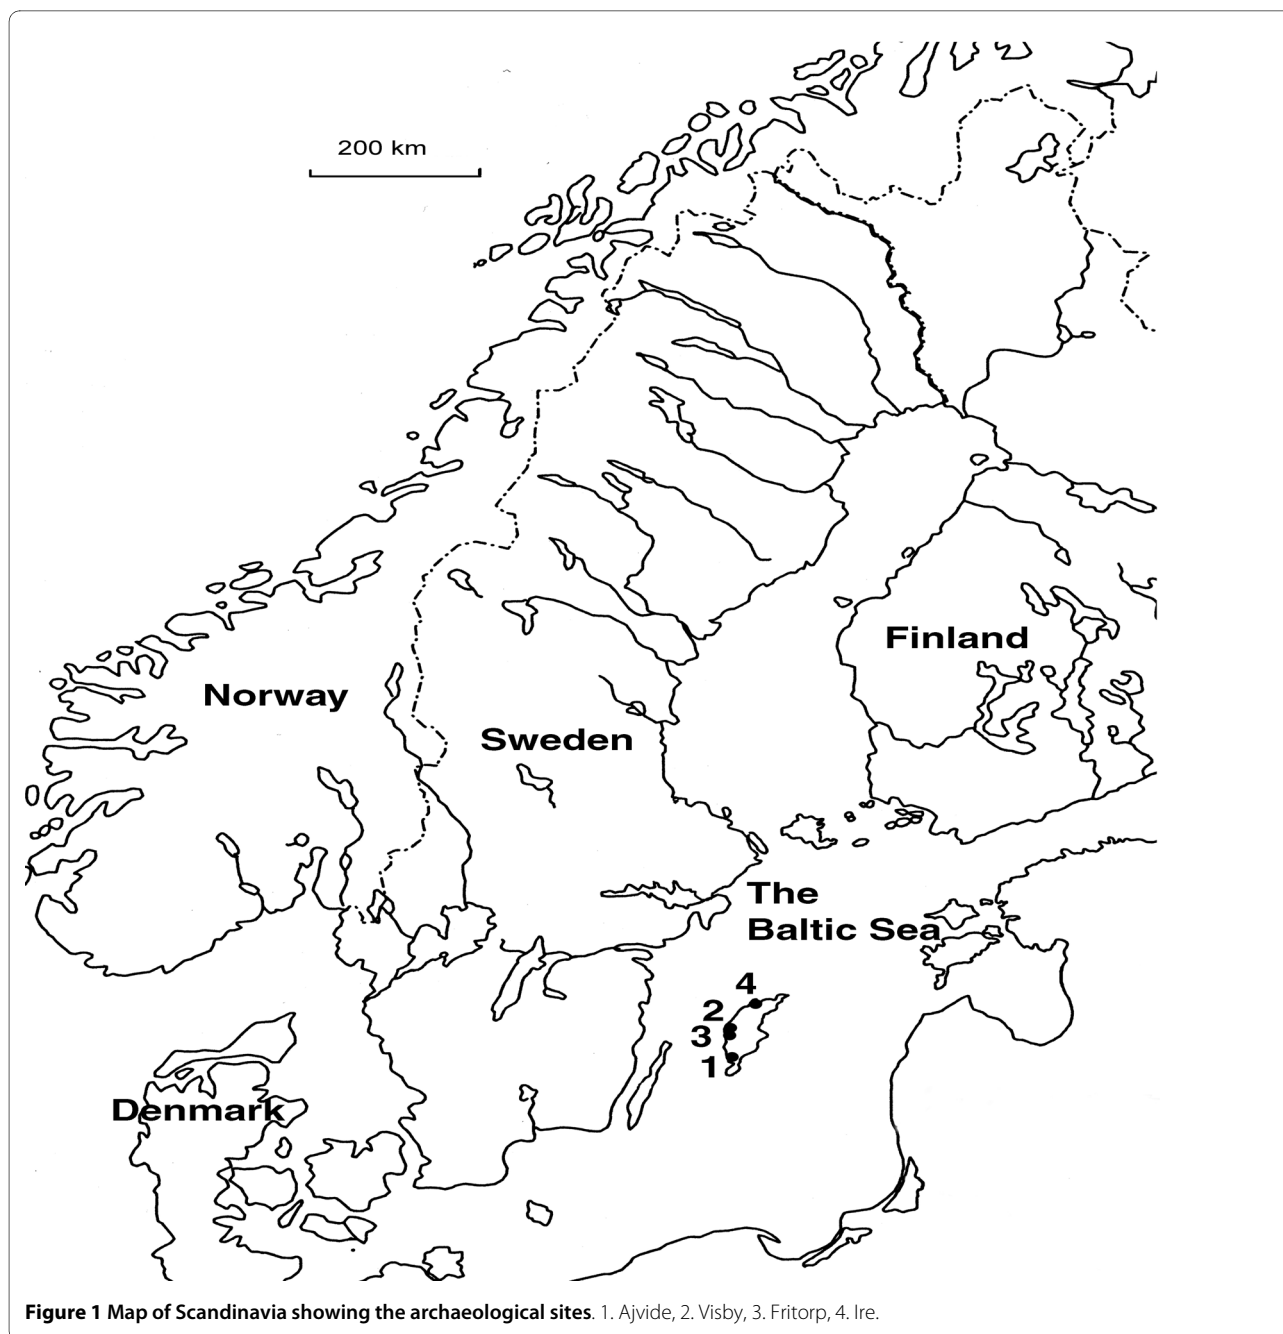 200 km
Finland
Norway
Sweden
The
Baltic Sea
4
2
3
1
Denmark
Figure 1 Map of Scandinavia showing the archaeological sites. 1. Ajvide, 2. Visby, 3. Fritorp, 4. Ire.